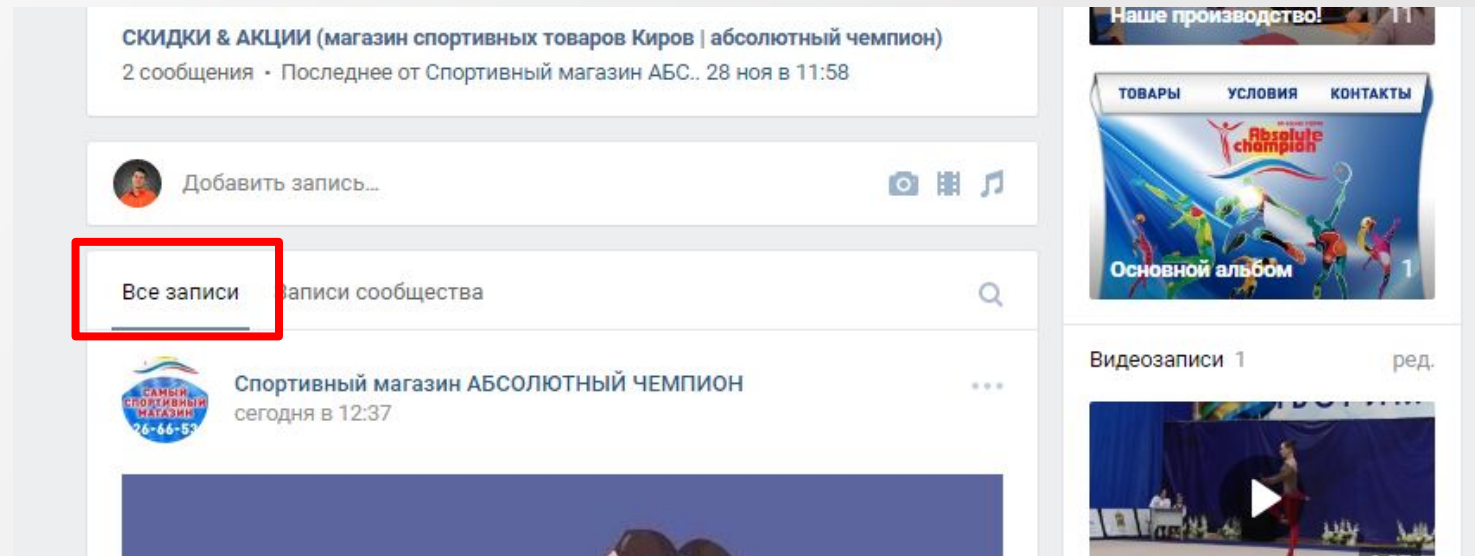 СКИДКИ & АКЦИИ (магазин спортивных товаров Киров | абсолютный чемпион)
2 сообщения · Последнее от Спортивный магазин АБС.. 28 ноя в 11:58
Добавить запись...
Все записи
Записи сообщества
Спортивный магазин АБСОЛЮТНЫЙ ЧЕМПИОН
сегодня в 12:37
САМЫЙ
СПОРТИВНЫЙ
МАГАЗИН
26-66-53
Наше производство! 11
ТОВАРЫ УСЛОВИЯ КОНТАКТЫ
Absolute
champion
Основной альбом 1
Видеозаписи 1 ред.